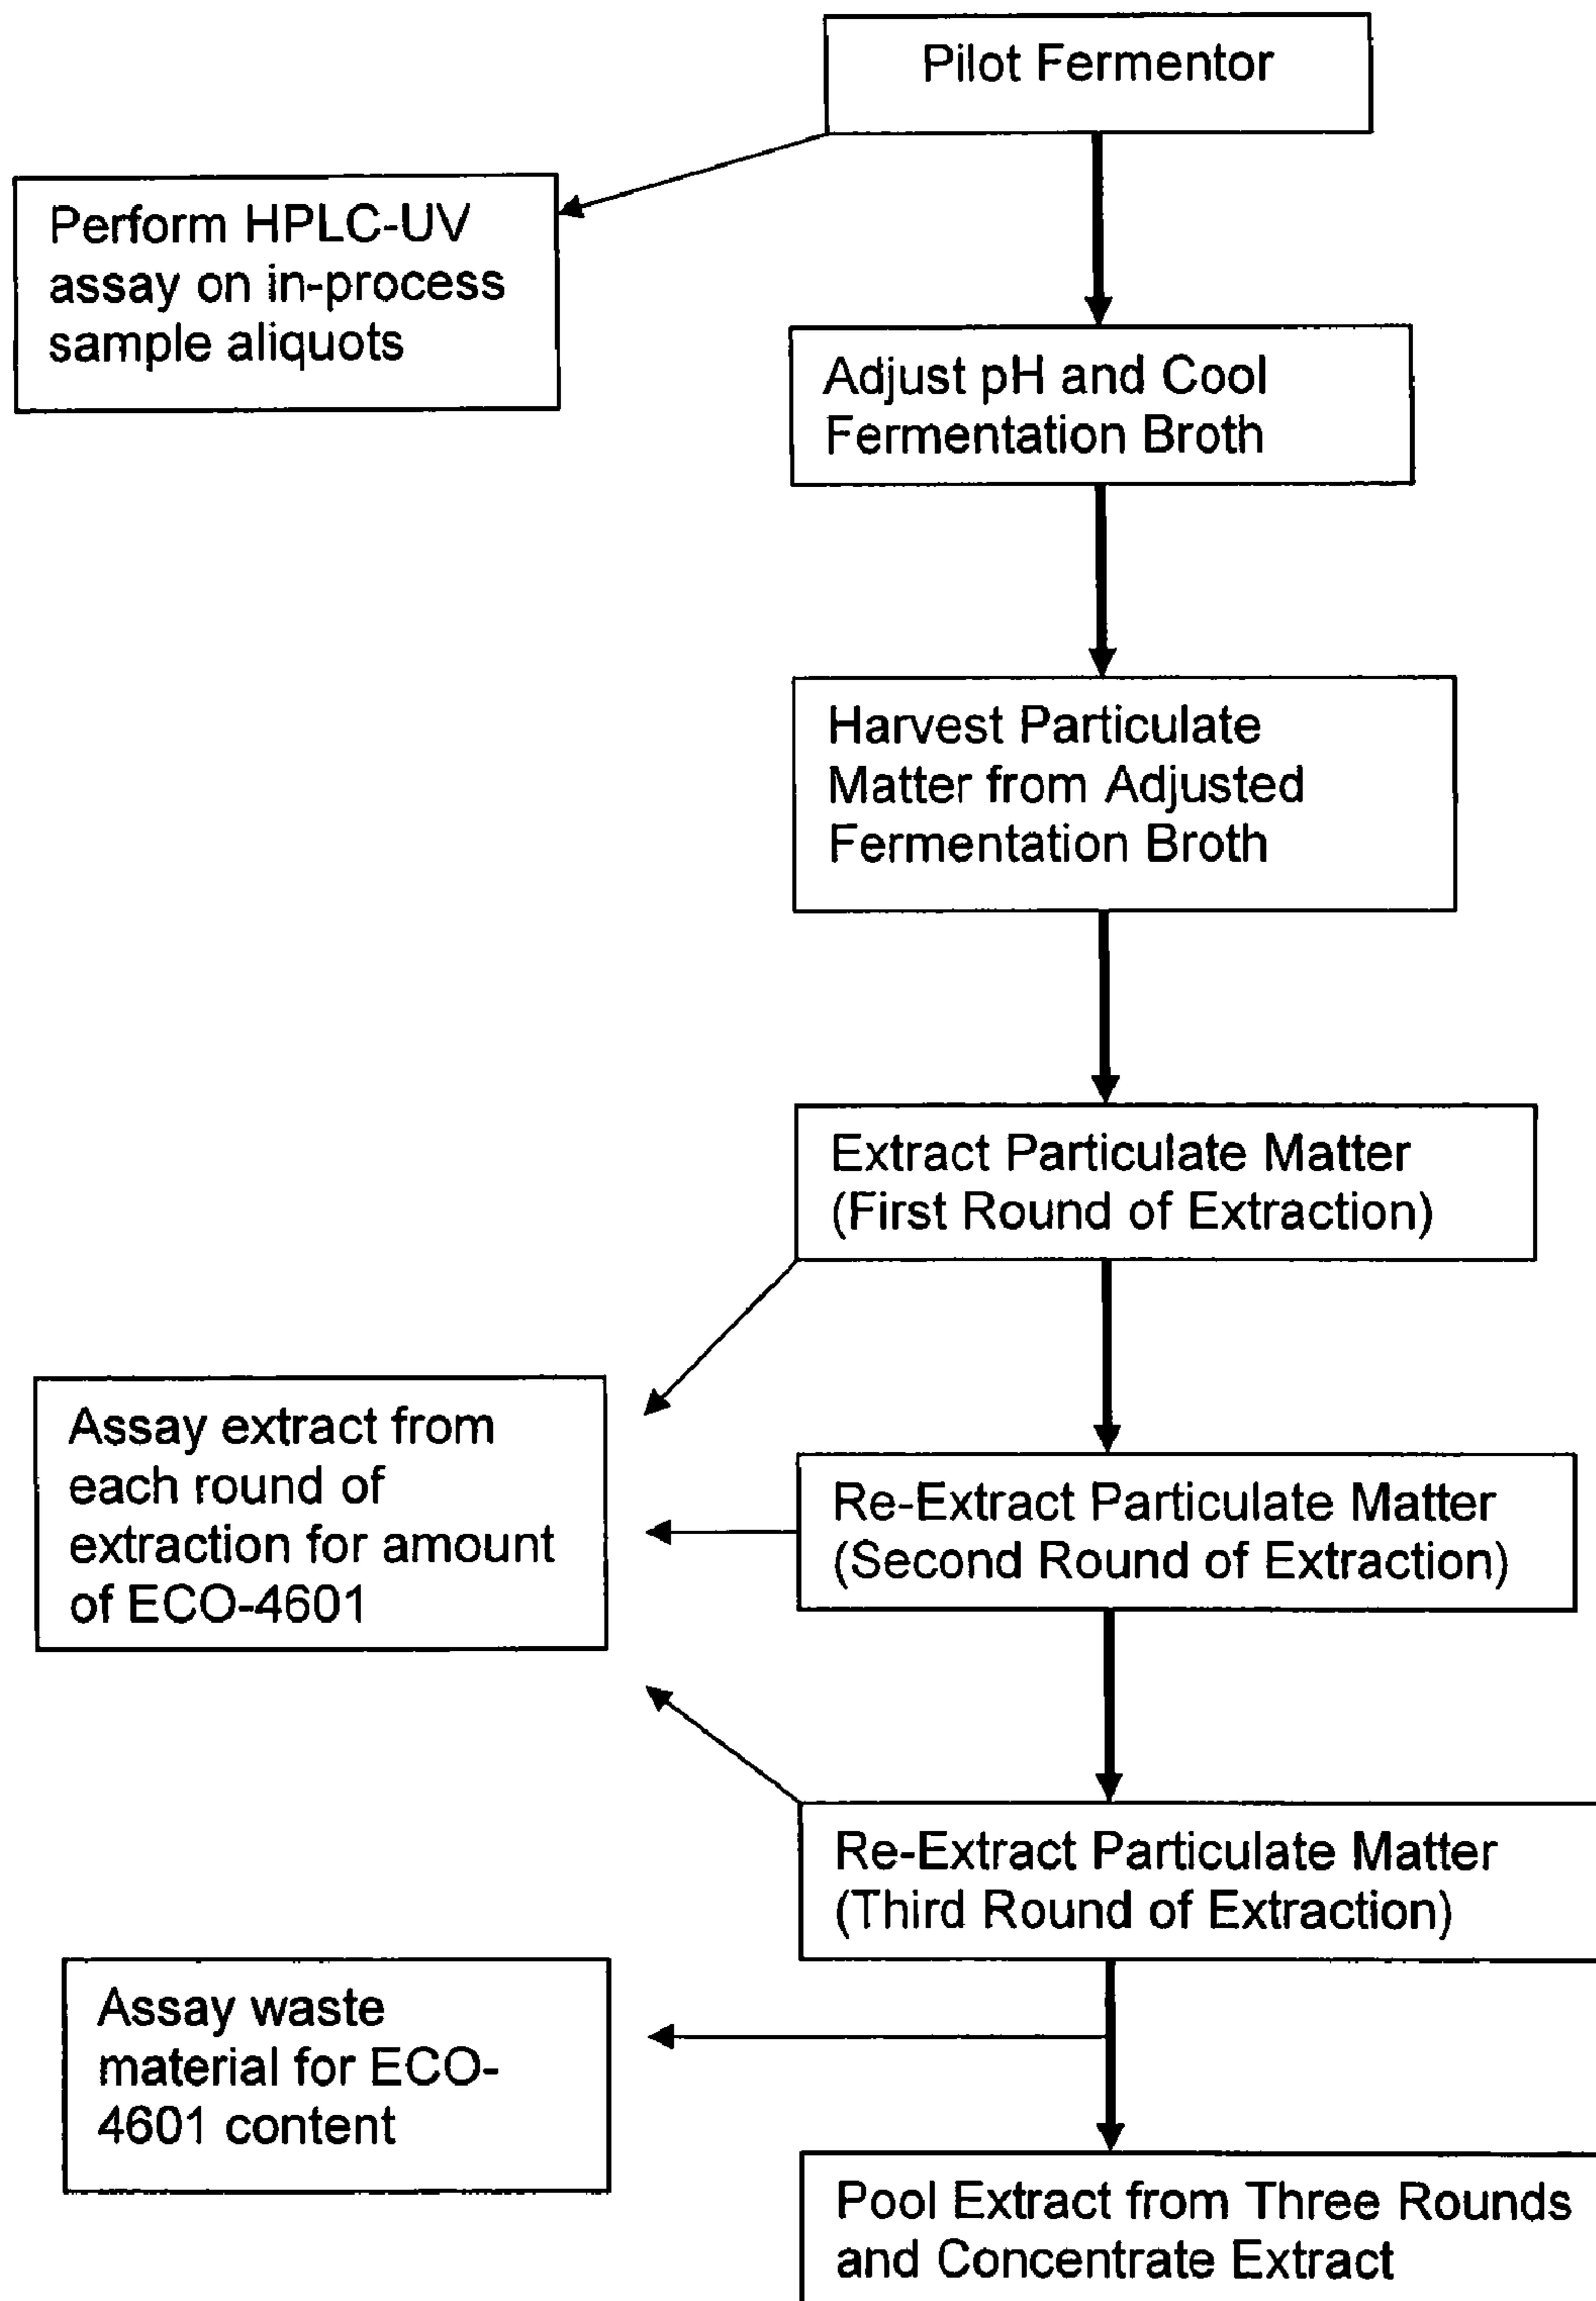 Pilot Fermentor
Perform HPLC-UV
assay on in-process
sample aliquots
Adjust pH and Cool
Fermentation Broth
Harvest Particulate
Matter from Adjusted
Fermentation Broth
Extract Particulate Matter
(First Round of Extraction)
Assay extract from
each round of
extraction for amount
of ECO-4601
Re-Extract Particulate Matter
(Second Round of Extraction)
Re-Extract Particulate Matter
(Third Round of Extraction)
Assay waste
material for ECO-
4601 content
Pool Extract from Three Rounds
and Concentrate Extract